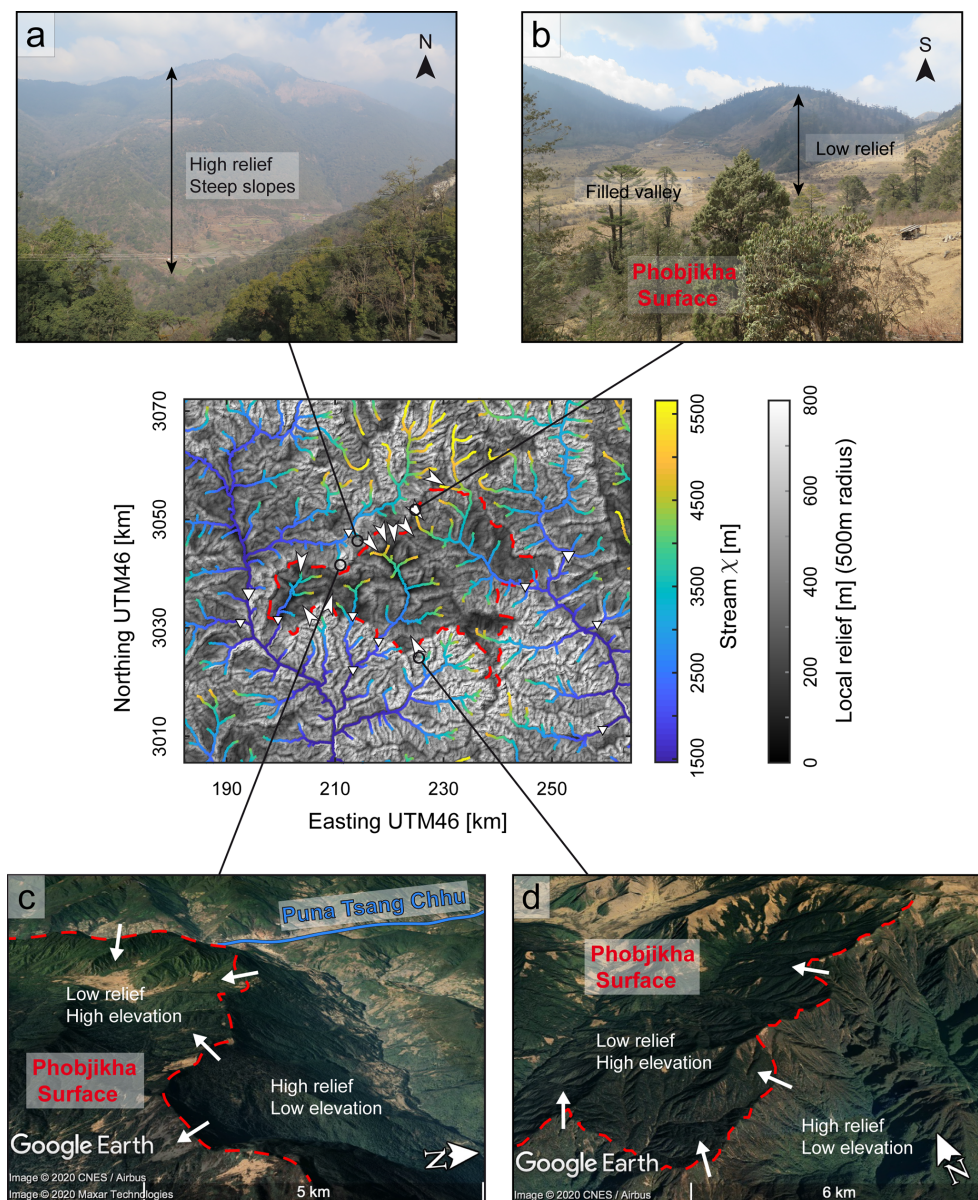 a
N
High relief
Steep slopes
b
S
Low relief
Filled valley
Phobjikha
Surface
3070
3050
3030
3010
Northing UTM46 [km]
190
210
230
250
Easting UTM46 [km]
5500
4500
3500
2500
1500
Stream χ [m]
800
600
400
200
0
Local relief [m] (500m radius)
c
Puna Tsang Chhu
Low relief
High elevation
Phobjikha
Surface
High relief
Low elevation
Google Earth
Image © 2020 CNES / Airbus
Image © 2020 Maxar Technologies
5 km
N
d
Phobjikha
Surface
Low relief
High elevation
High relief
Low elevation
Google Earth
Image © 2020 CNES / Airbus
6 km
N